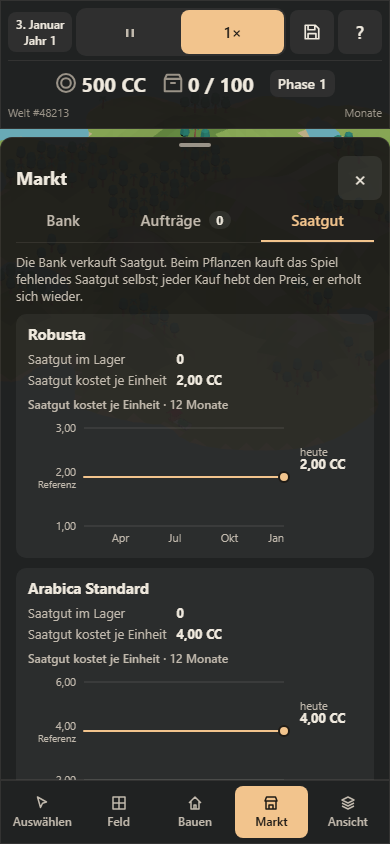 3. Januar
Jahr 1
1×
?
500 CC
0 / 100
Phase 1
Welt #48213
Monate
Markt
×
Bank
Aufträge 0
Saatgut
Die Bank verkauft Saatgut. Beim Pflanzen kauft das Spiel
fehlendes Saatgut selbst; jeder Kauf hebt den Preis, er erholt
sich wieder.
Robusta
Saatgut im Lager 0
Saatgut kostet je Einheit 2,00 CC
Saatgut kostet je Einheit · 12 Monate
3,00
heute
2,00 CC
2,00
Referenz
1,00
Apr Jul Okt Jan
Arabica Standard
Saatgut im Lager 0
Saatgut kostet je Einheit 4,00 CC
Saatgut kostet je Einheit · 12 Monate
6,00
heute
4,00 CC
4,00
Referenz
2,00
Auswählen
Feld
Bauen
Markt
Ansicht